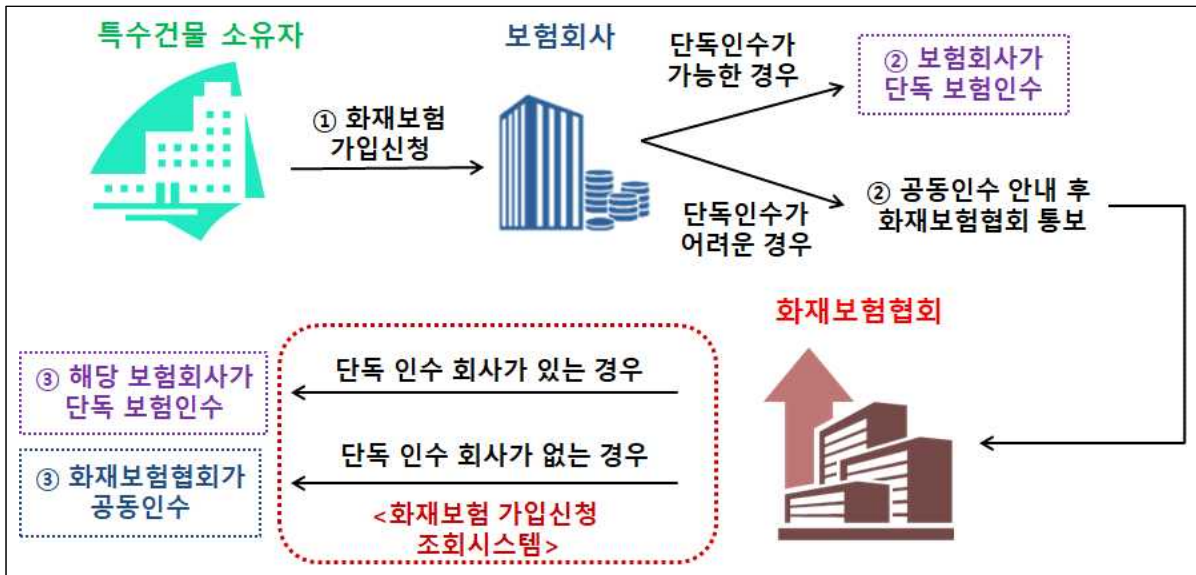 특수건물 소유자
보험회사
① 화재보험
가입신청
단독인수가
가능한 경우
② 보험회사가
단독 보험인수
단독인수가
어려운 경우
② 공동인수 안내 후
화재보험협회 통보
화재보험협회
단독 인수 회사가 있는 경우
③ 해당 보험회사가
단독 보험인수
단독 인수 회사가 없는 경우
③ 화재보험협회가
공동인수
<화재보험 가입신청
조회시스템>